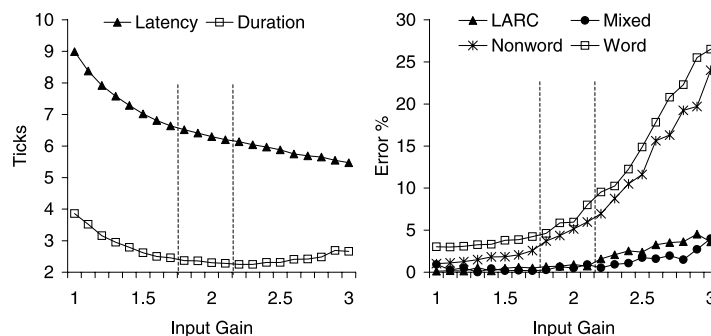 Latency Duration
Ticks
10
9
8
7
6
5
4
3
2
1 1.5 2 2.5 3
Input Gain
LARC Mixed
Nonword Word
Error %
30
25
20
15
10
5
0
1 1.5 2 2.5 3
Input Gain